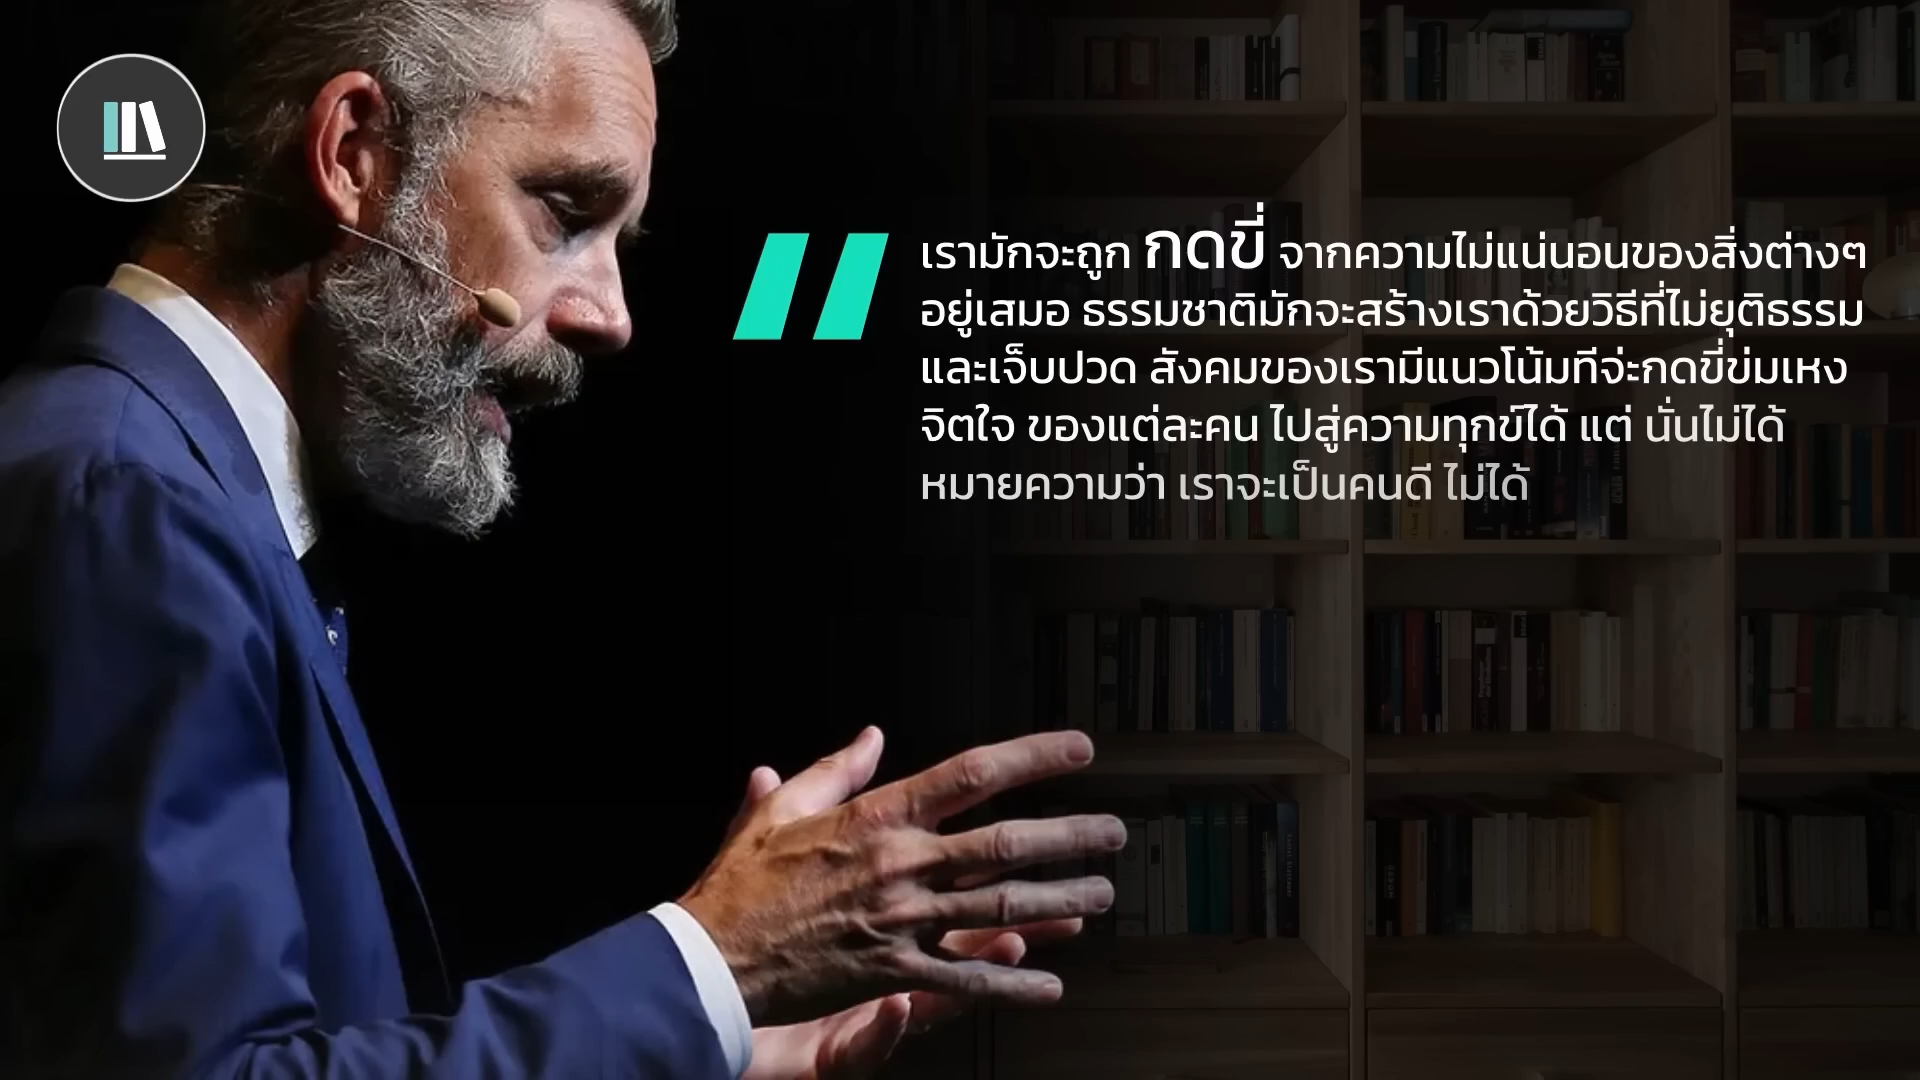 เรามักจะถูก กดขี่ จากความไม่แน่นอนของสิ่งต่างๆ
อยู่เสมอ ธรรมชาติมักจะสร้างเราด้วยวิธีที่ไม่ยุติธรรม
และเจ็บปวด สังคมของเรามีแนวโน้มทีจ่ะกดขี่ข่มเหง
จิตใจ ของแต่ละคน ไปสู่ความทุกข์ได้ แต่ นั่นไม่ได้
หมายความว่า เราจะเป็นคนดี ไม่ได้